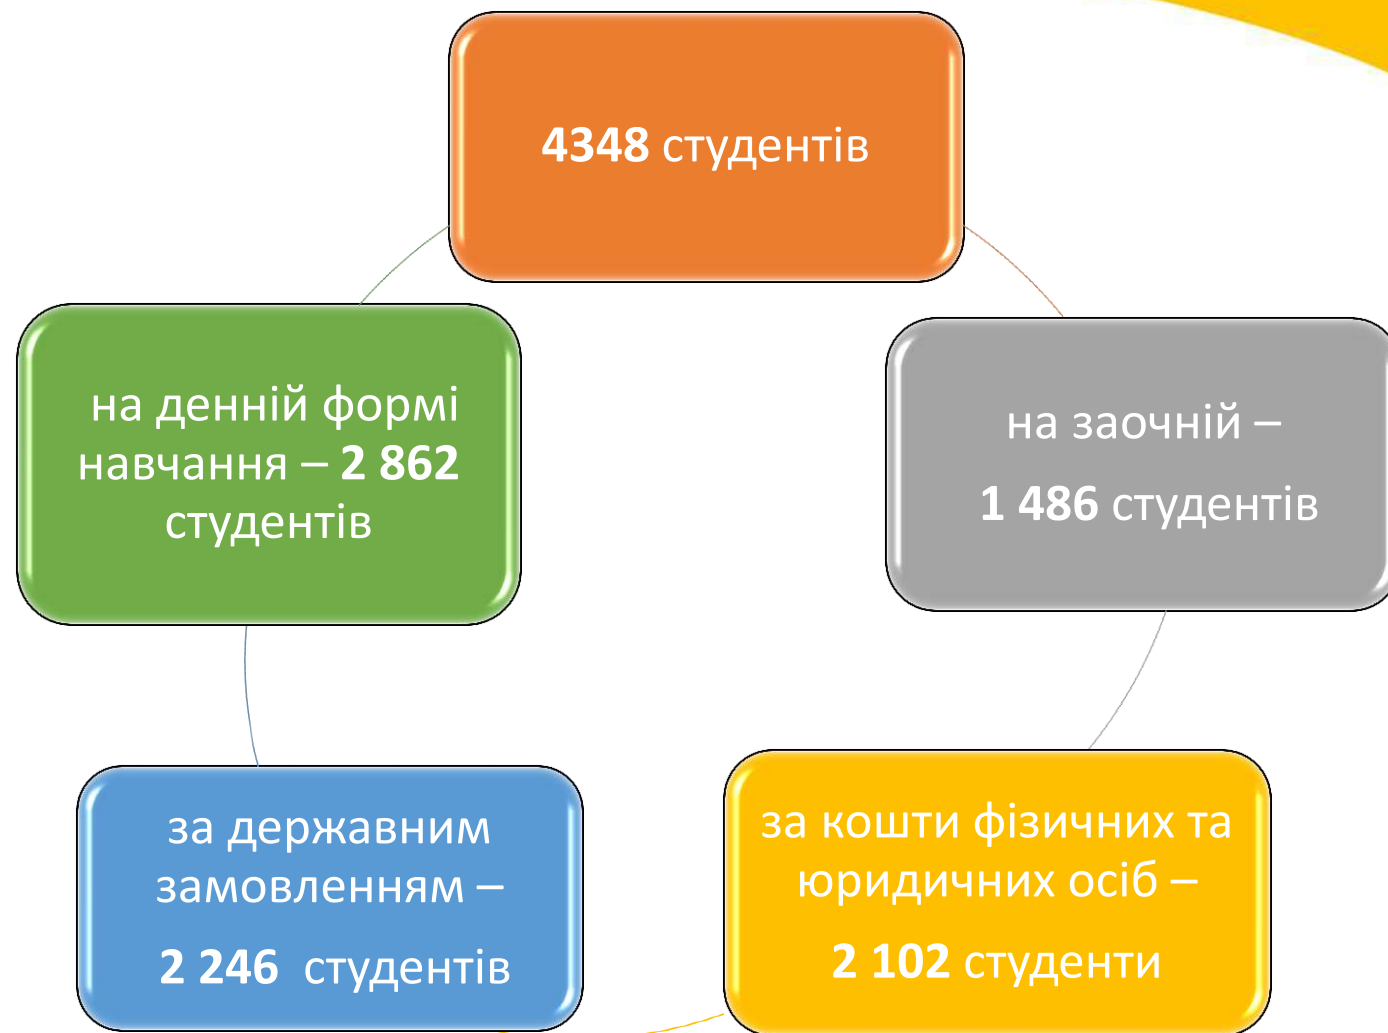 4348 студентів
на денній формі
навчання – 2 862
студентів
на заочній –
1 486 студентів
за державним
замовленням –
2 246 студентів
за кошти фізичних та
юридичних осіб –
2 102 студенти